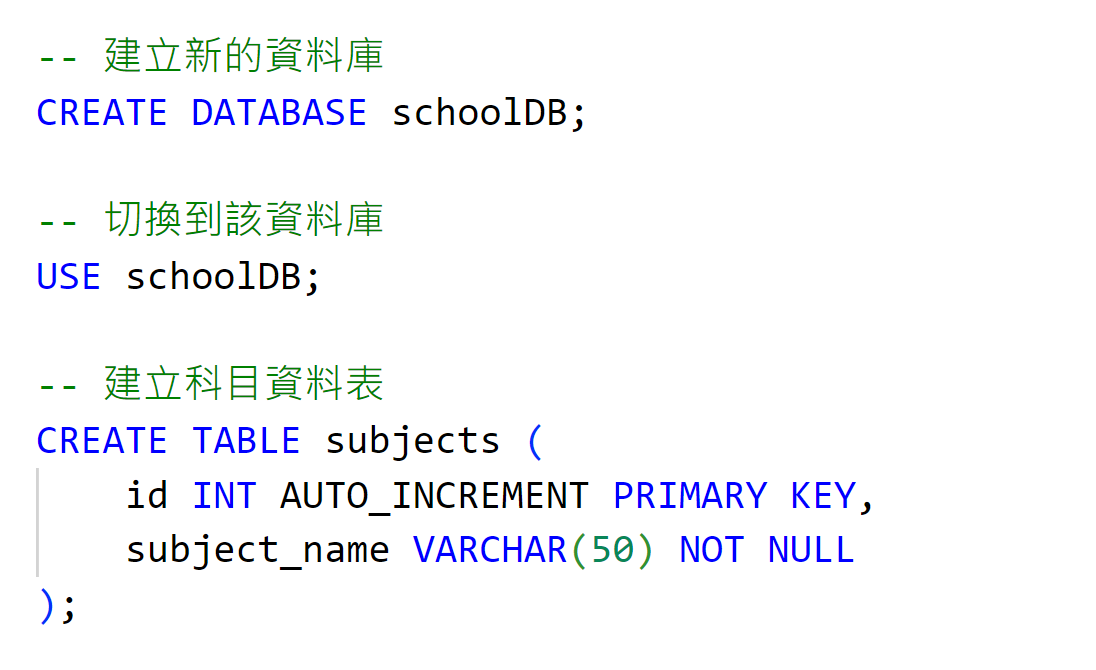 -- 建立新的資料庫
CREATE DATABASE schoolDB;
-- 切換到該資料庫
USE schoolDB;
-- 建立科目資料表
CREATE TABLE subjects (
    id INT AUTO_INCREMENT PRIMARY KEY,
    subject_name VARCHAR(50) NOT NULL
);